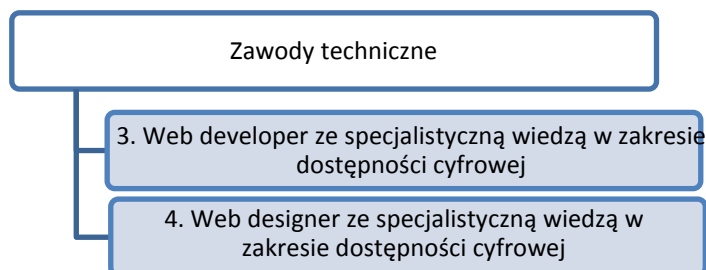 Zawody techniczne
3. Web developer ze specjalistyczną wiedzą w zakresie
dostępności cyfrowej
4. Web designer ze specjalistyczną wiedzą w
zakresie dostępności cyfrowej